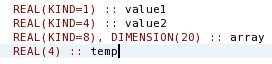 REAL(KIND=1) :: value1
REAL(KIND=4) :: value2
REAL(KIND=8), DIMENSION(20) :: array
REAL(4) :: temp